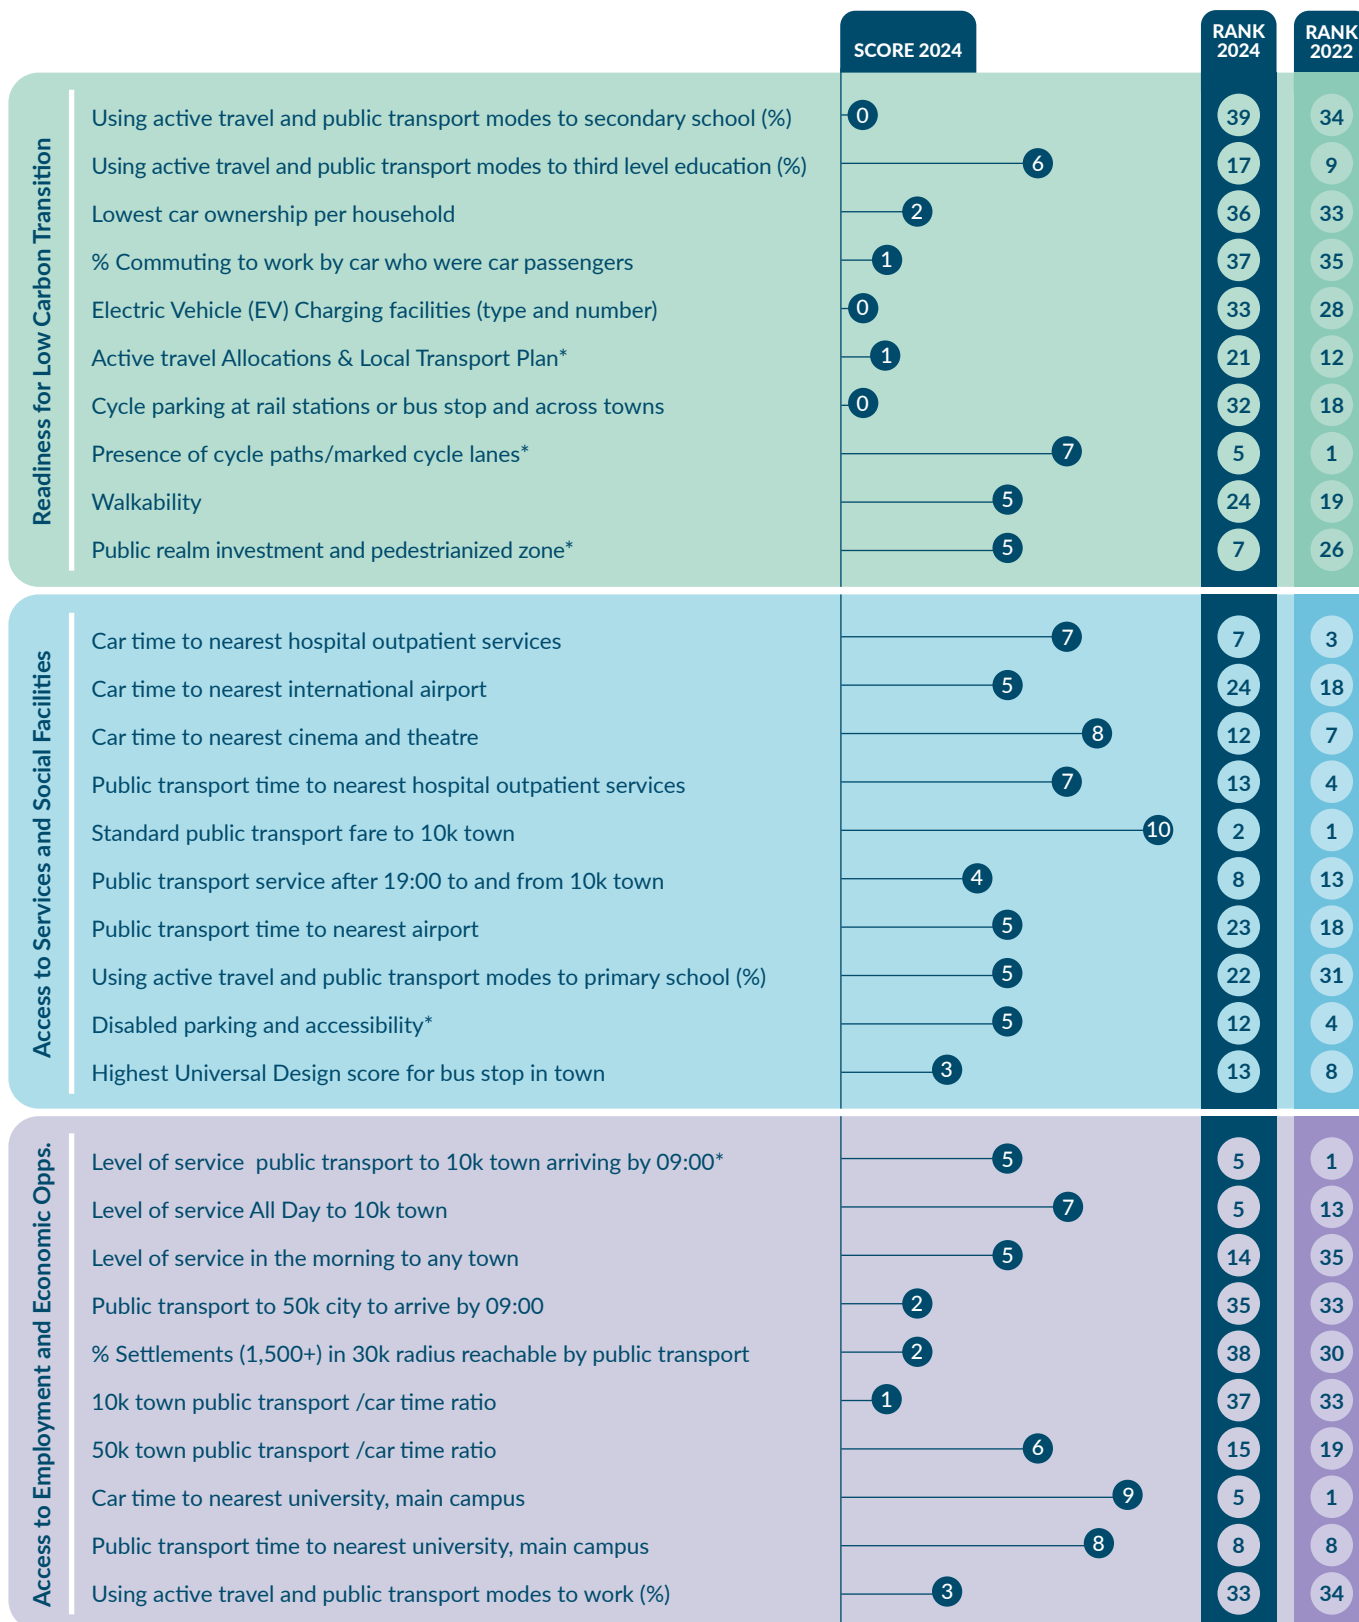 SCORE 2024
RANK 2024
RANK 2022
Readiness for Low Carbon Transition
Using active travel and public transport modes to secondary school (%) 0 39 34
Using active travel and public transport modes to third level education (%) 6 17 9
Lowest car ownership per household 2 36 33
% Commuting to work by car who were car passengers 1 37 35
Electric Vehicle (EV) Charging facilities (type and number) 0 33 28
Active travel Allocations & Local Transport Plan* 1 21 12
Cycle parking at rail stations or bus stop and across towns 0 32 18
Presence of cycle paths/marked cycle lanes* 7 5 1
Walkability 5 24 19
Public realm investment and pedestrianized zone* 5 7 26
Access to Services and Social Facilities
Car time to nearest hospital outpatient services 7 7 3
Car time to nearest international airport 5 24 18
Car time to nearest cinema and theatre 8 12 7
Public transport time to nearest hospital outpatient services 7 13 4
Standard public transport fare to 10k town 10 2 1
Public transport service after 19:00 to and from 10k town 4 8 13
Public transport time to nearest airport 5 23 18
Using active travel and public transport modes to primary school (%) 5 22 31
Disabled parking and accessibility* 5 12 4
Highest Universal Design score for bus stop in town 3 13 8
Access to Employment and Economic Opps.
Level of service public transport to 10k town arriving by 09:00* 5 5 1
Level of service All Day to 10k town 7 5 13
Level of service in the morning to any town 5 14 35
Public transport to 50k city to arrive by 09:00 2 35 33
% Settlements (1,500+) in 30k radius reachable by public transport 2 38 30
10k town public transport /car time ratio 1 37 33
50k town public transport /car time ratio 6 15 19
Car time to nearest university, main campus 9 5 1
Public transport time to nearest university, main campus 8 8 8
Using active travel and public transport modes to work (%) 3 33 34